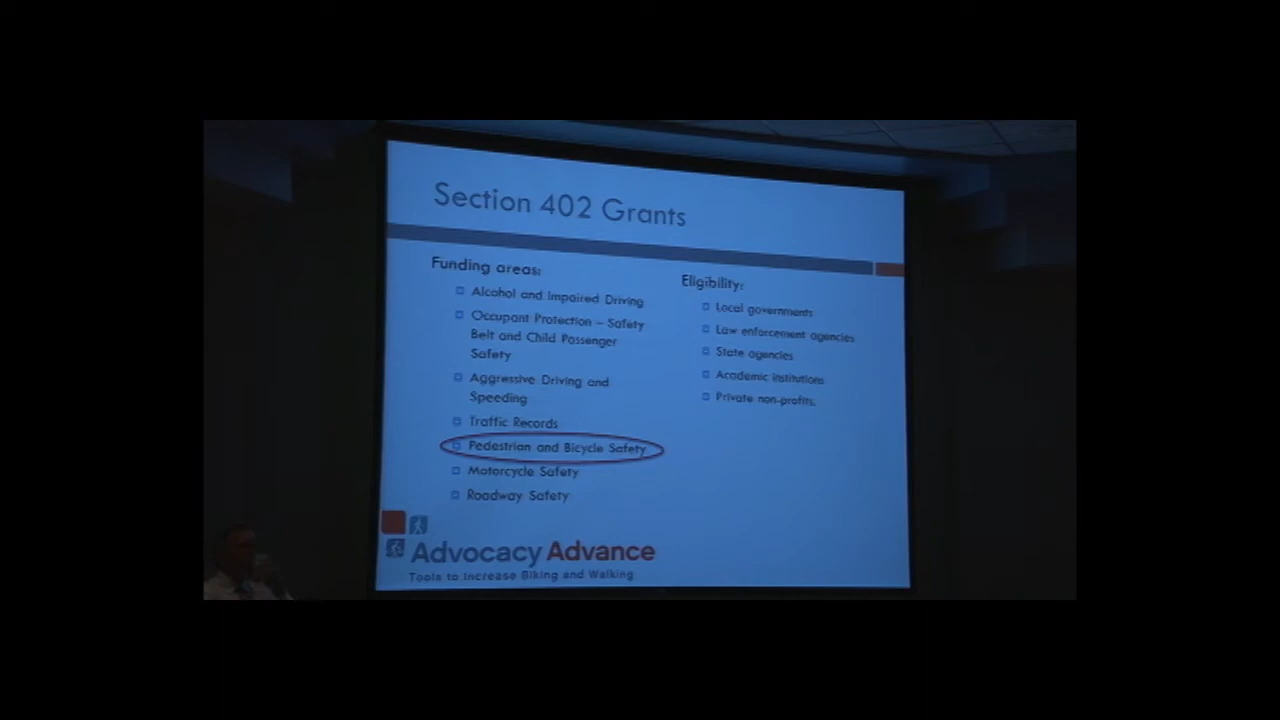 Section 402 Grants
Funding areas:
Alcohol and Impaired Driving
Occupant Protection – Safety
Belt and Child Passenger
Safety
Aggressive Driving and
Speeding
Traffic Records
Pedestrian and Bicycle Safety
Motorcycle Safety
Roadway Safety
Eligibility:
Local governments
Law enforcement agencies
State agencies
Academic institutions
Private non-profits.
Advocacy Advance
Tools to Increase Biking and Walking